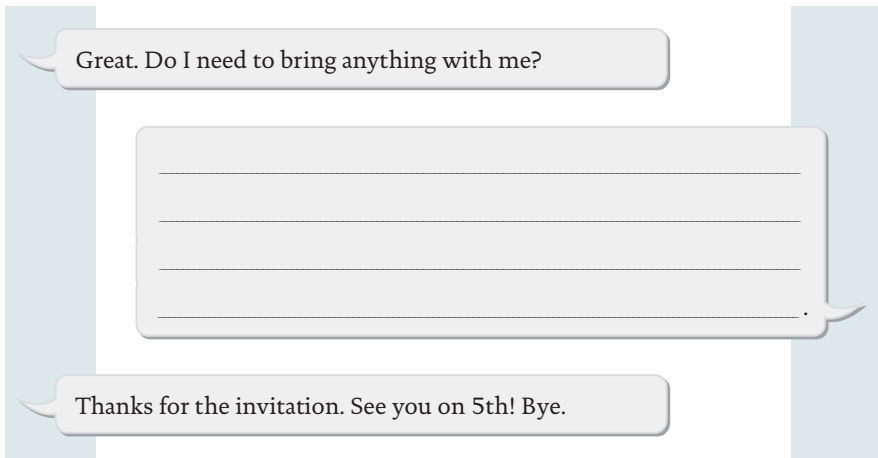 Great. Do I need to bring anything with me?
.
Thanks for the invitation. See you on 5th! Bye.